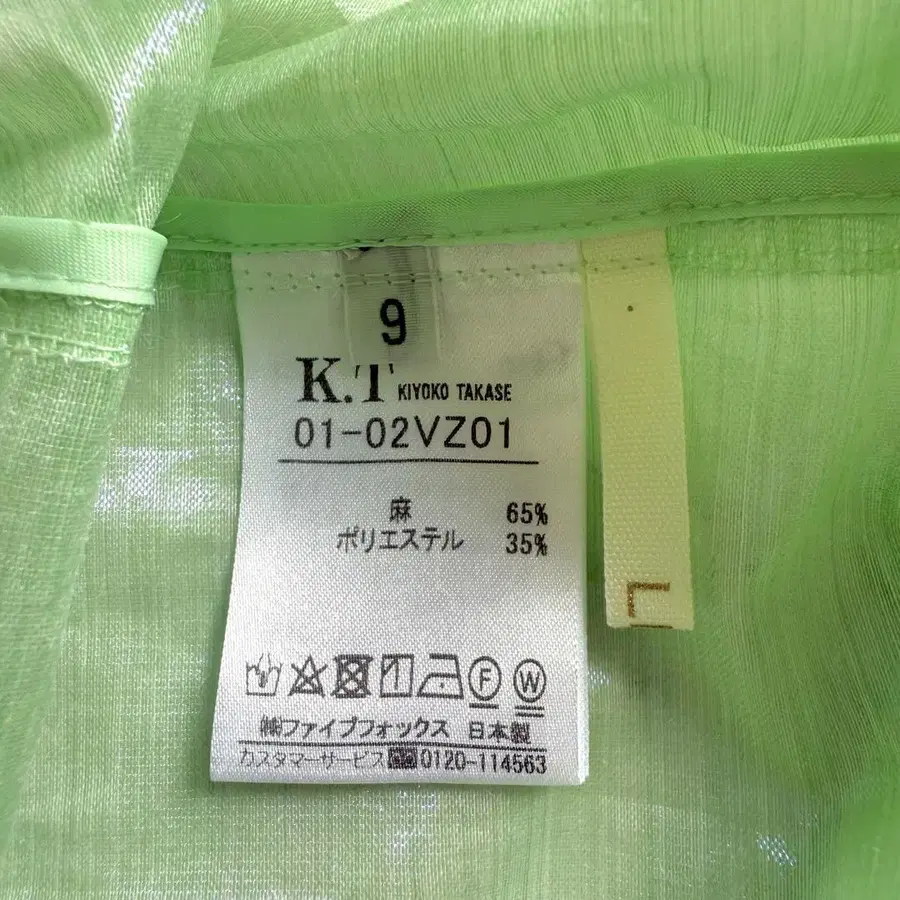 9
K.T KIYOKO TAKASE
01-02VZ01
麻 65%
ポリエステル 35%
F W
㈱ファイブフォックス 日本製
カスタマーサービス 0120-114563